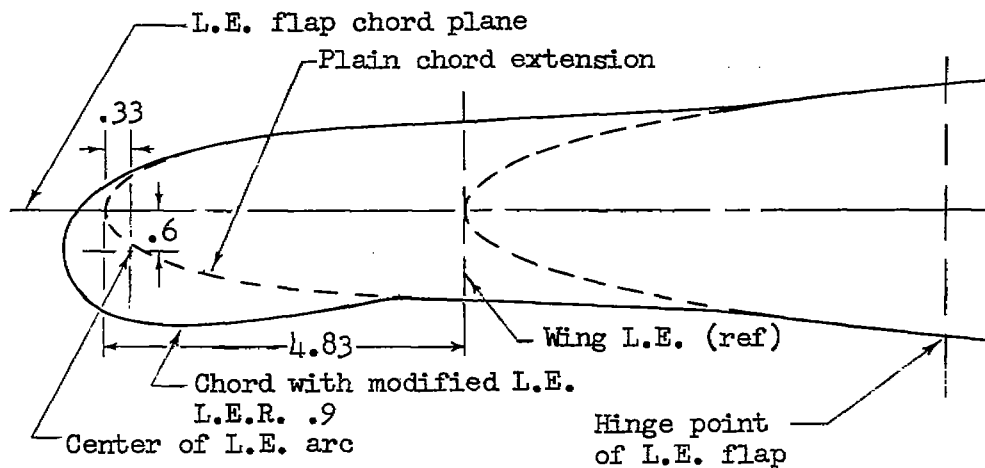 L.E. flap chord plane
Plain chord extension
.33
.6
4.83
Wing L.E. (ref)
Chord with modified L.E.
L.E.R. .9
Center of L.E. arc
Hinge point
of L.E. flap